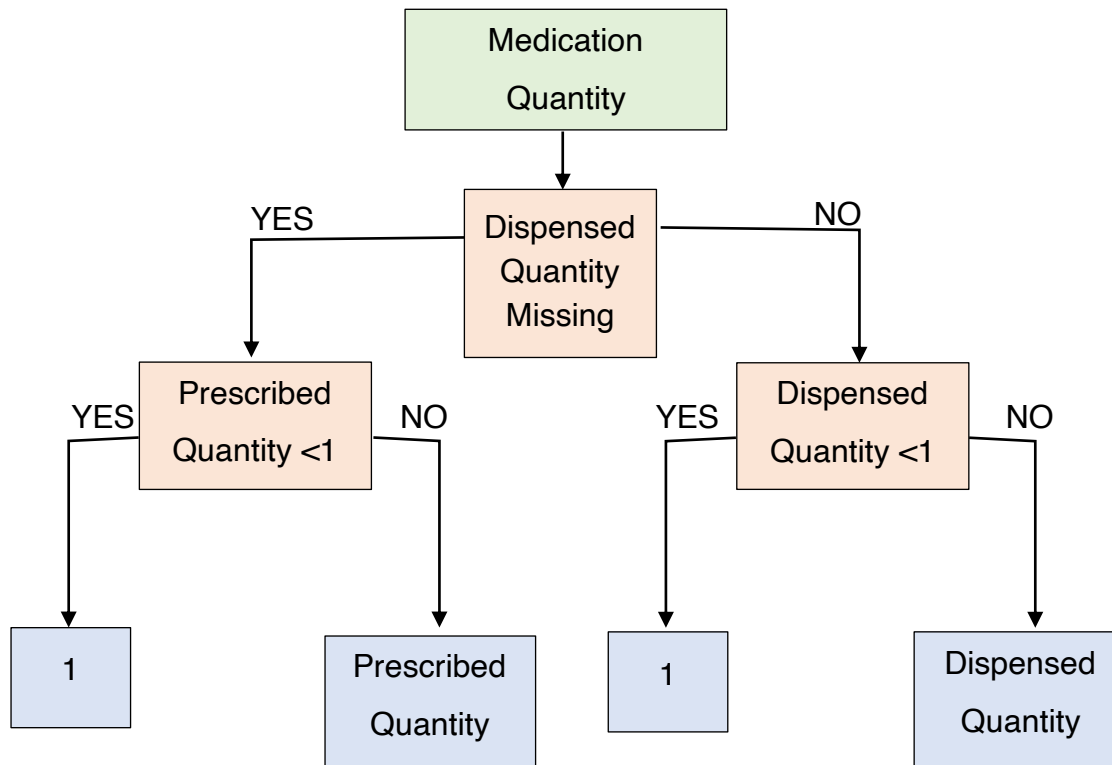 Medication
Quantity
YES
NO
Dispensed
Quantity
Missing
YES
Prescribed
Quantity <1
NO
YES
Dispensed
Quantity <1
NO
1
Prescribed
Quantity
1
Dispensed
Quantity